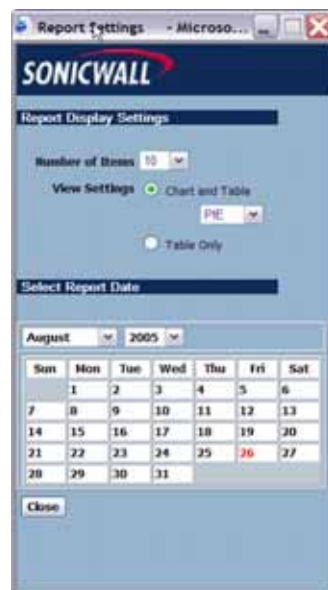 Report Settings - Microso...
SONICWALL
Report Display Settings
Number of Items 10
View Settings Chart and Table
PIE
Table Only
Select Report Date
August 2005
Sun Mon Tue Wed Thu Fri Sat
1 2 3 4 5 6
7 8 9 10 11 12 13
14 15 16 17 18 19 20
21 22 23 24 25 26 27
28 29 30 31
Close